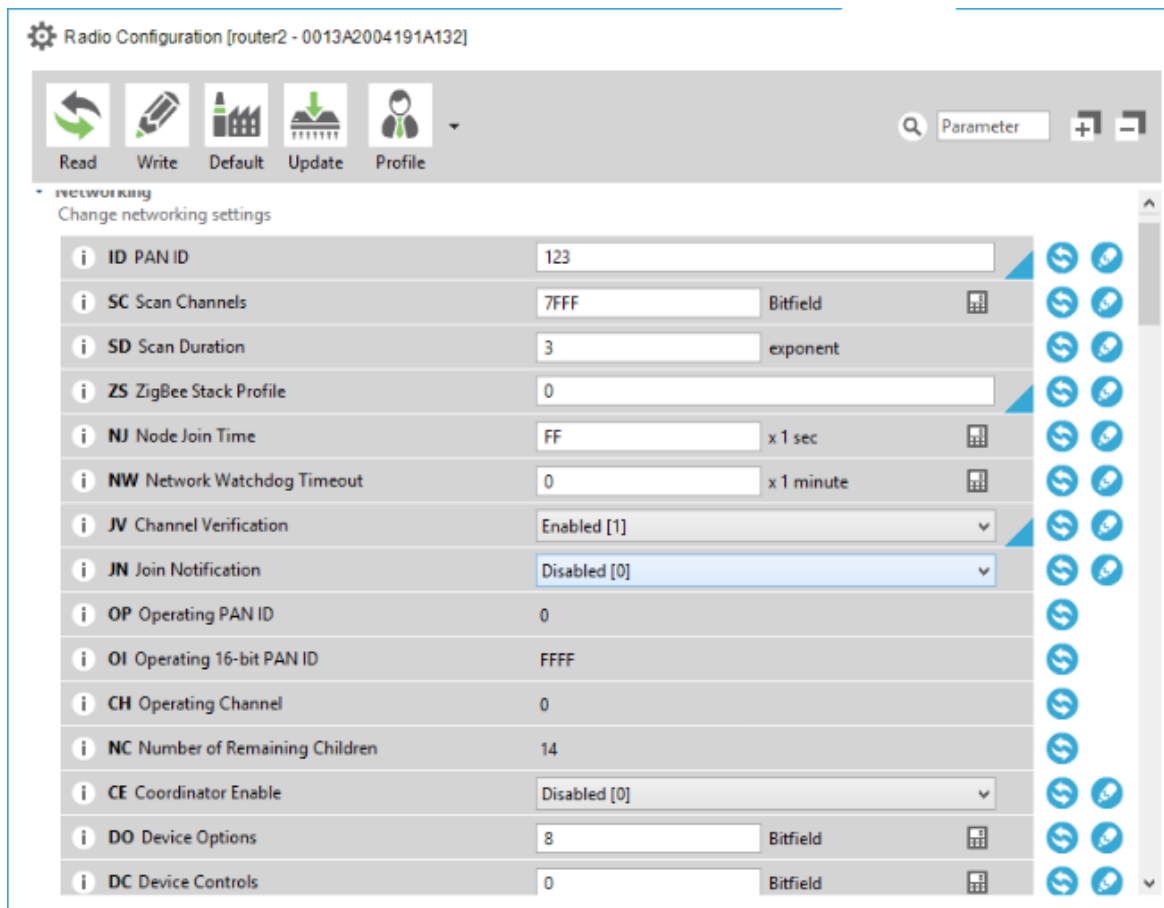 Radio Configuration [router2 - 0013A2004191A132]
Read Write Default Update Profile Parameter
Networking
Change networking settings
i ID PAN ID 123
i SC Scan Channels 7FFF Bitfield
i SD Scan Duration 3 exponent
i ZS ZigBee Stack Profile 0
i NJ Node Join Time FF x 1 sec
i NW Network Watchdog Timeout 0 x 1 minute
i JV Channel Verification Enabled [1]
i JN Join Notification Disabled [0]
i OP Operating PAN ID 0
i OI Operating 16-bit PAN ID FFFF
i CH Operating Channel 0
i NC Number of Remaining Children 14
i CE Coordinator Enable Disabled [0]
i DO Device Options 8 Bitfield
i DC Device Controls 0 Bitfield